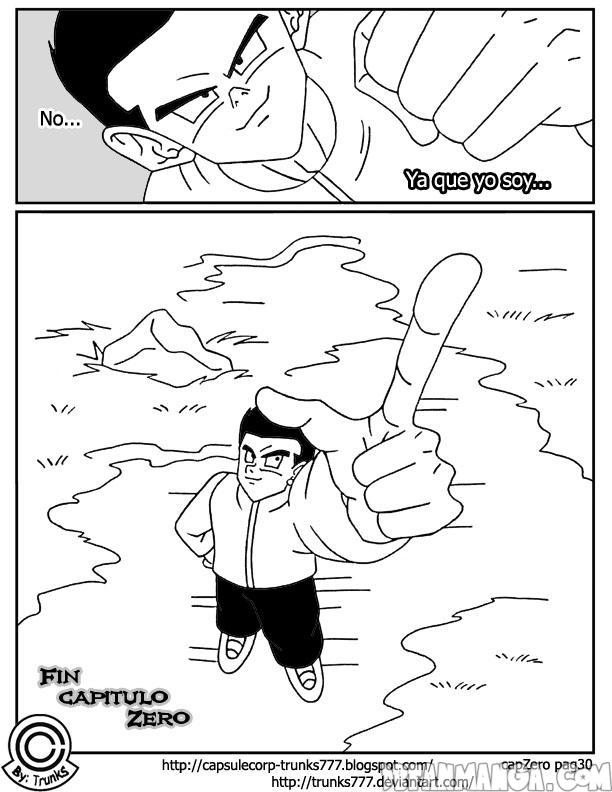 No...
Ya que yo soy...
FIN
CAPITULO
ZERO
By: TrunkS
http://capsulecorp-trunks777.blogspot.com/
capZero pag30
http://trunks777.deviantart.com